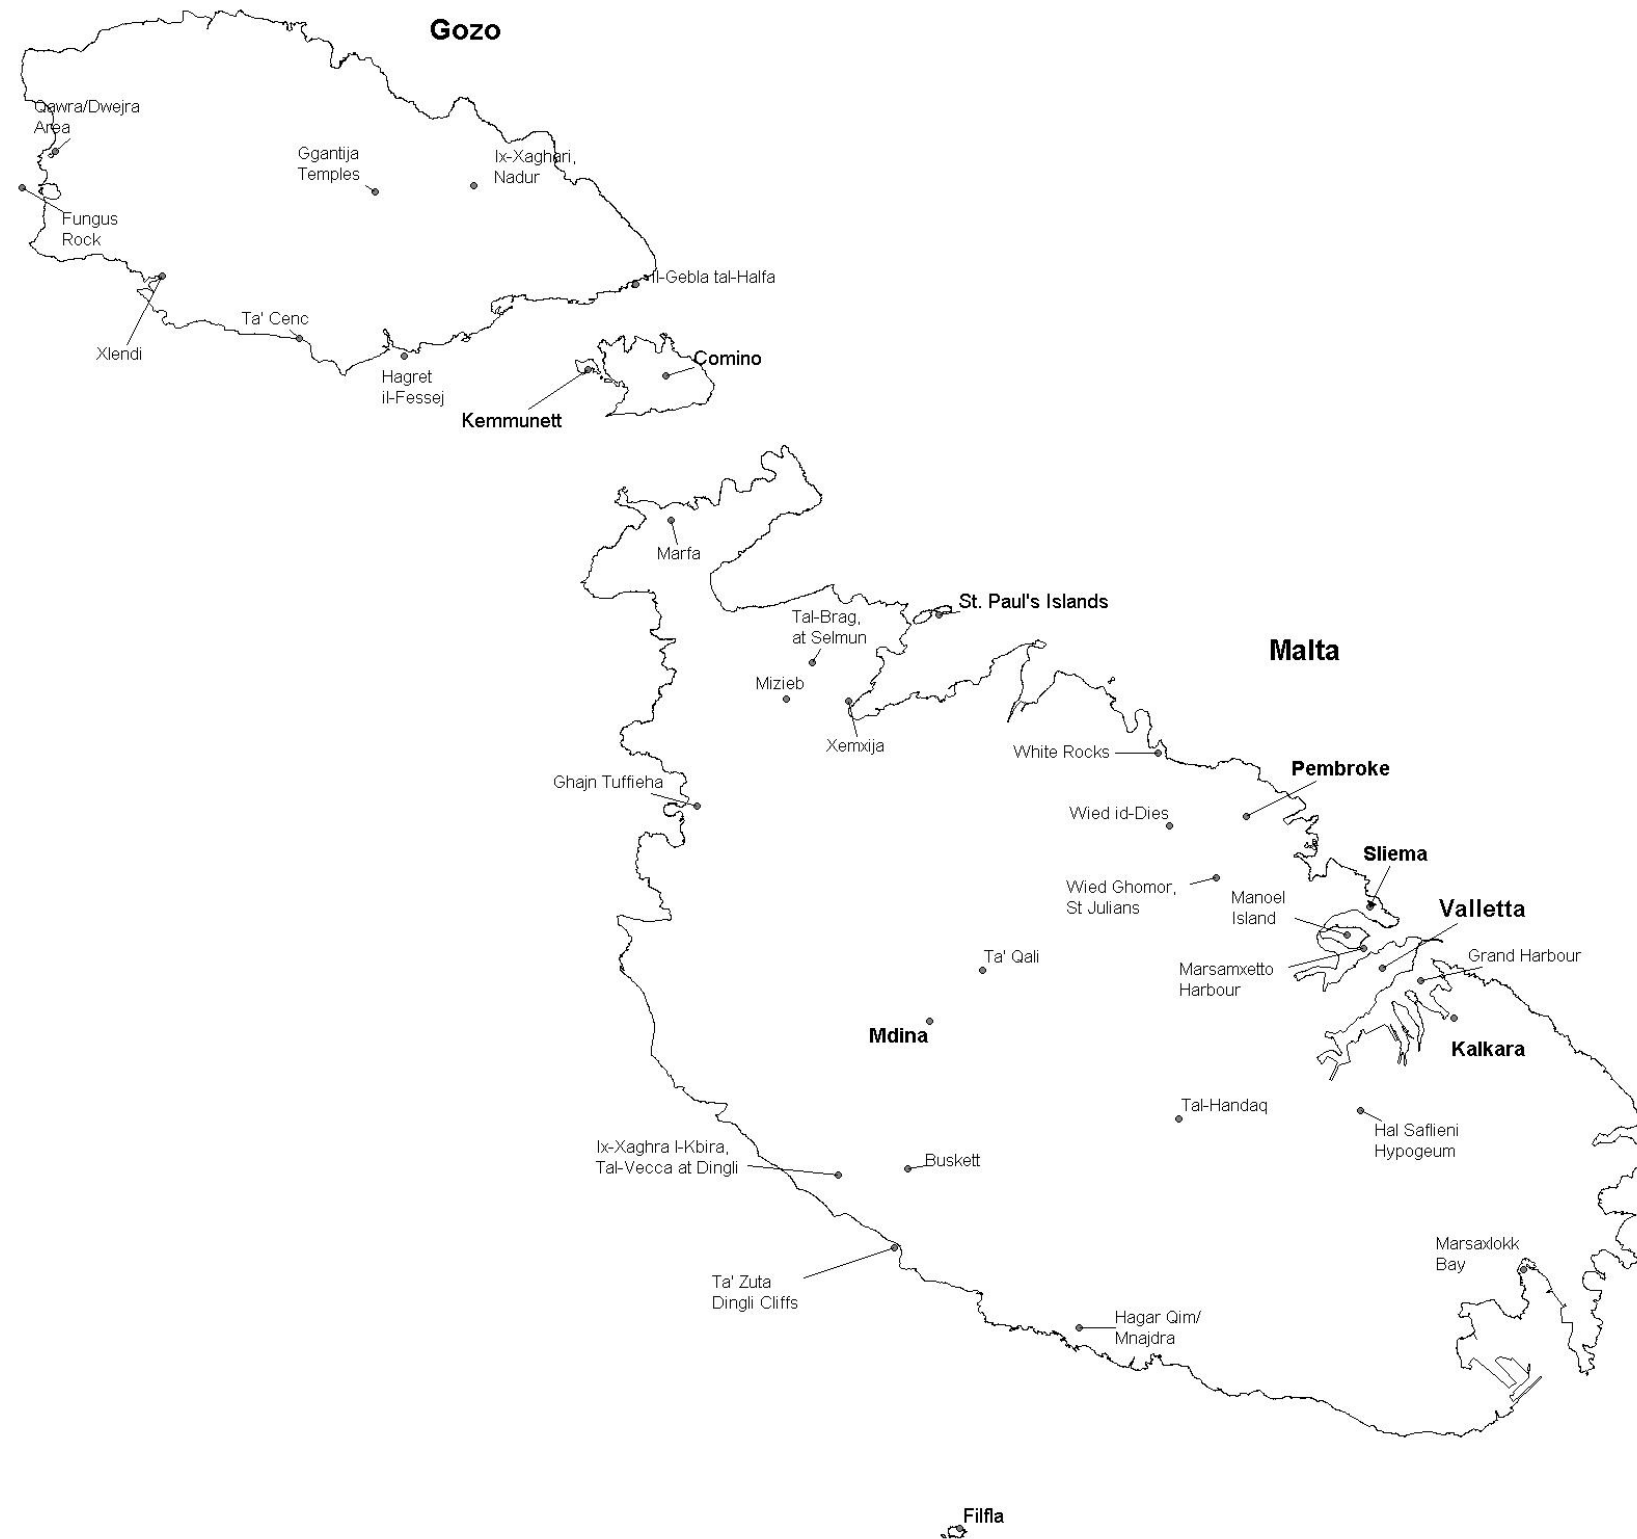 Gozo
Qawra/Dwejra
Area
Ggantija
Temples
Ix-Xaghari,
Nadur
Fungus
Rock
il-Gebla tal-Halfa
Ta' Cenc
Xlendi
Hagret
il-Fessej
Comino
Kemmunett
Marfa
St. Paul's Islands
Tal-Brag,
at Selmun
Malta
Mizieb
Xemxija
White Rocks
Pembroke
Ghajn Tuffieha
Wied id-Dies
Sliema
Wied Ghomor,
St Julians
Manoel
Island
Valletta
Ta' Qali
Marsamxetto
Harbour
Grand Harbour
Mdina
Kalkara
Tal-Handaq
Hal Saflieni
Hypogeum
Ix-Xaghra l-Kbira,
Tal-Vecca at Dingli
Buskett
Marsaxlokk
Bay
Ta' Zuta
Dingli Cliffs
Hagar Qim/
Mnajdra
Filfla